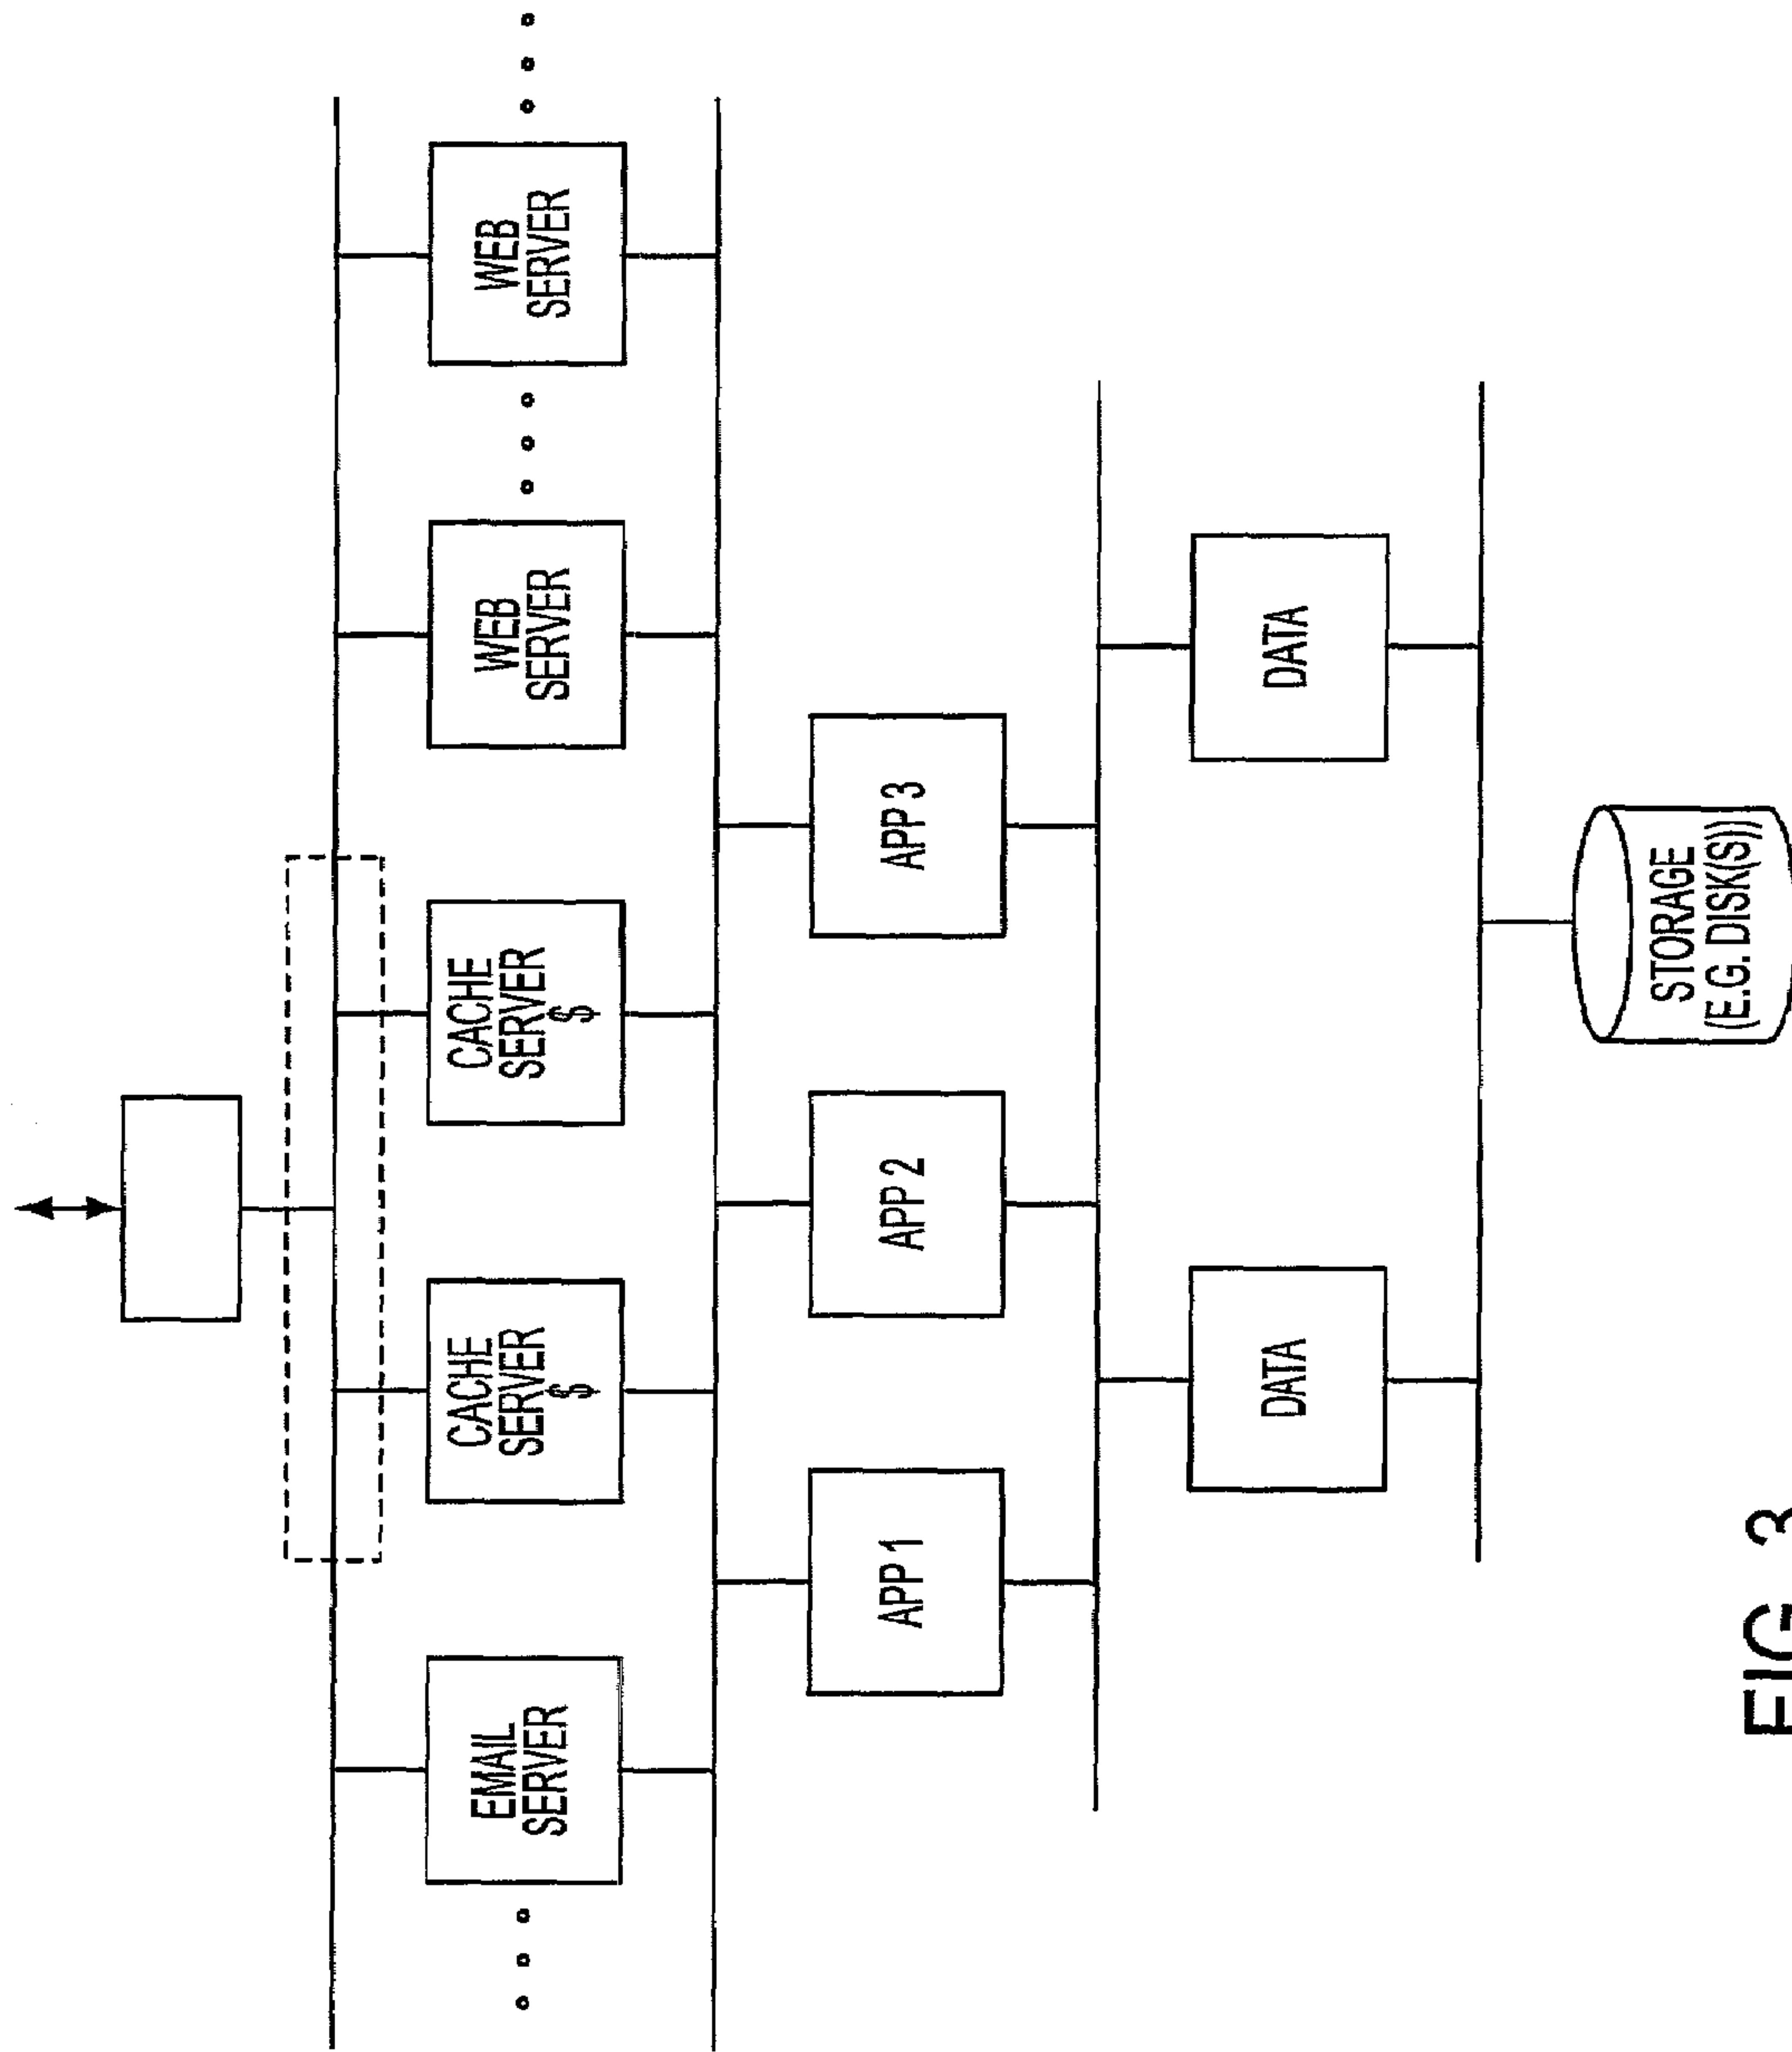 EMAIL
SERVER
CACHE
SERVER
$
CACHE
SERVER
$
WEB
SERVER
WEB
SERVER
APP 1
APP 2
APP 3
DATA
DATA
STORAGE
(E.G. DISK(S))
FIG. 3